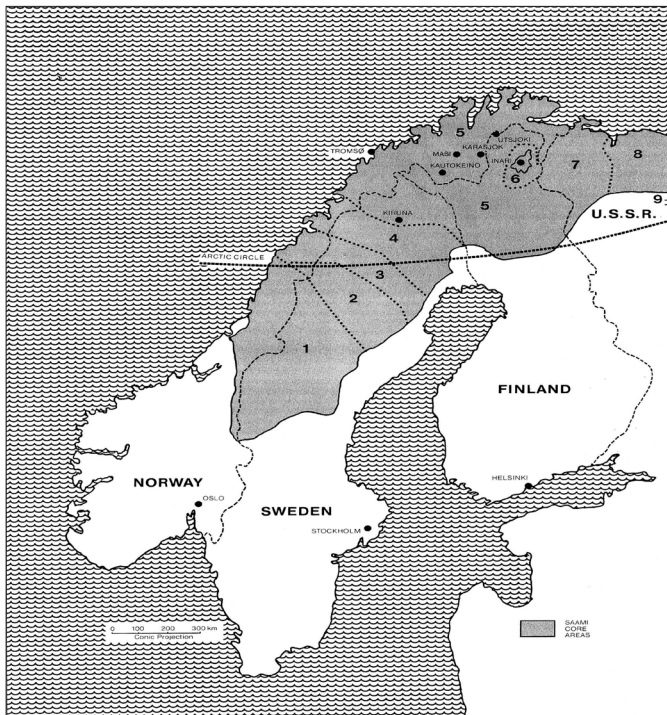 TROMSØ
5
UTSJOKI
MASI
KARASJOK
INARI
KAUTOKEINO
6
7
8
9
U.S.S.R.
5
KIRUNA
4
ARCTIC CIRCLE
3
2
1
FINLAND
NORWAY
OSLO
SWEDEN
HELSINKI
STOCKHOLM
0 100 200 300 km
Conic Projection
SAAMI
CORE
AREAS